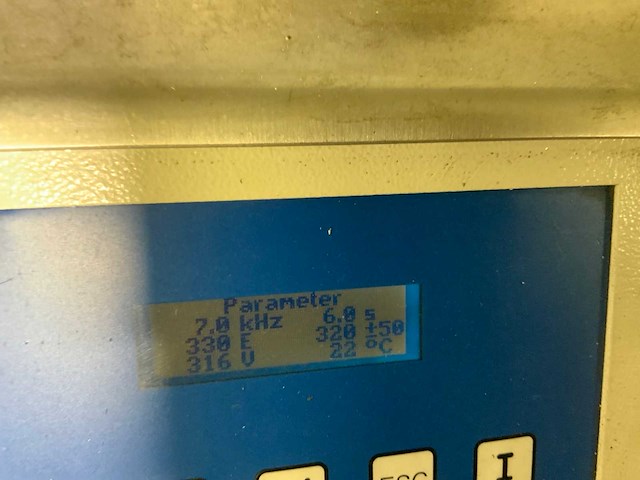 Parameter
7.0 kHz 6.0 s
330 E 320 ±50
316 V 22 °C
ESC I